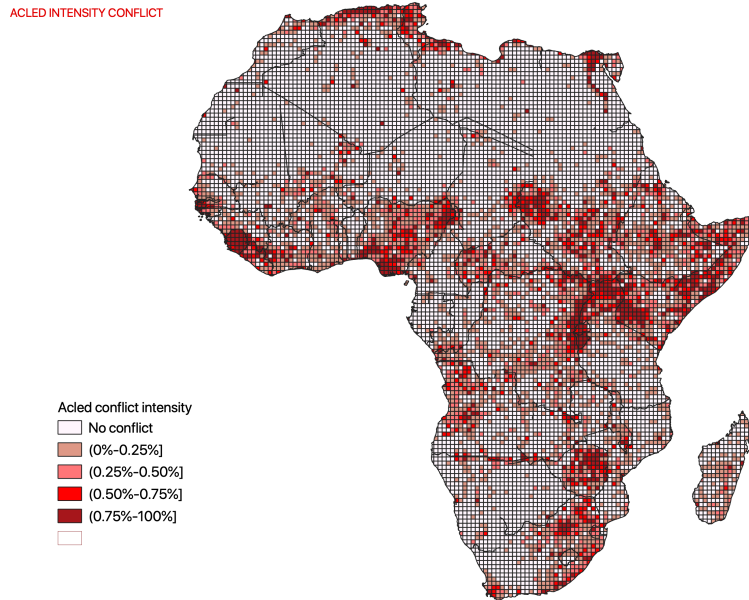 ACLED INTENSITY CONFLICT
Acled conflict intensity
No conflict
(0%-0.25%]
(0.25%-0.50%]
(0.50%-0.75%]
(0.75%-100%]